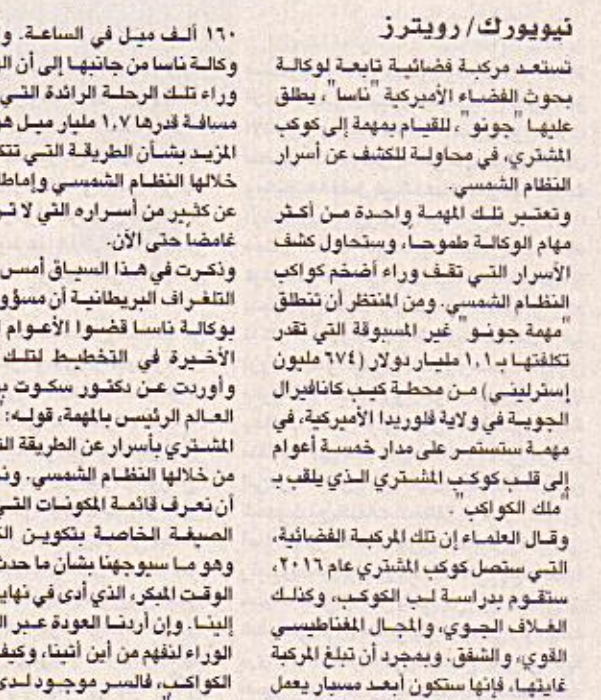 نيويورك/ رويترز
تستعد مركبة فضائية تابعة لوكالة
بحوث الفضاء الأميركية "ناسا"، يطلق
عليها "جونو"، للقيام بمهمة إلى كوكب
المشتري، في محاولة للكشف عن أسرار
النظام الشمسي.
وتعتبر تلك المهمة واحدة من أكثر
مهام الوكالة طموحا، وستحاول كشف
الأسرار التي تقف وراء أضخم كواكب
النظام الشمسي. ومن المنتظر أن تنطلق
"مهمة جونو" غير المسبوقة التي تقدر
تكلفتها بـ ١,١ مليار دولار (٦٧٤ مليون
إسترليني) من محطة كيب كانافيرال
الجوية في ولاية فلوريدا الأميركية، في
مهمة ستستمر على مدار خمسة أعوام
إلى قلب كوكب المشتري الذي يلقب بـ
"ملك الكواكب"
وقال العلماء إن تلك المركبة الفضائية،
التي ستصل كوكب المشتري عام ٢٠١٦،
ستقوم بدراسة لب الكوكب، وكذلك
الغلاف الجوي، والمجال المغناطيسي
القوي، والشفق. وبمجرد أن تبلغ المركبة
غايتها، فإنها ستكون أبعد مسبار يعمل
١٦٠ ألف ميل في الساعة.
وكالة ناسا من جانبها إلى أن
وراء تلك الرحلة الرائدة التي
مسافة قدرها ١,٧ مليار ميل
المزيد بشأن الطريقة التي
خلالها النظام الشمسي وإماطة
عن كثير من أسراره التي لا
غامضا حتى الآن.
وذكرت في هذا السياق أمس
التلغراف البريطانية أن
بوكالة ناسا قضوا الأعوام
الأخيرة في التخطيط لتلك
وأوردت عن دكتور سكوت
العالم الرئيس بالمهمة، قوله:
المشتري بأسرار عن الطريقة
من خلالها النظام الشمسي.
أن نعرف قائمة المكونات
الصيغة الخاصة بتكوين
وهو ما سيوجهنا بشأن ما
الوقت المبكر، الذي أدى في
إلينا. وإن أردنا العودة عبر
الوراء لنفهم من أين أتينا، وكيف
الكواكب، فالسر موجود لدى